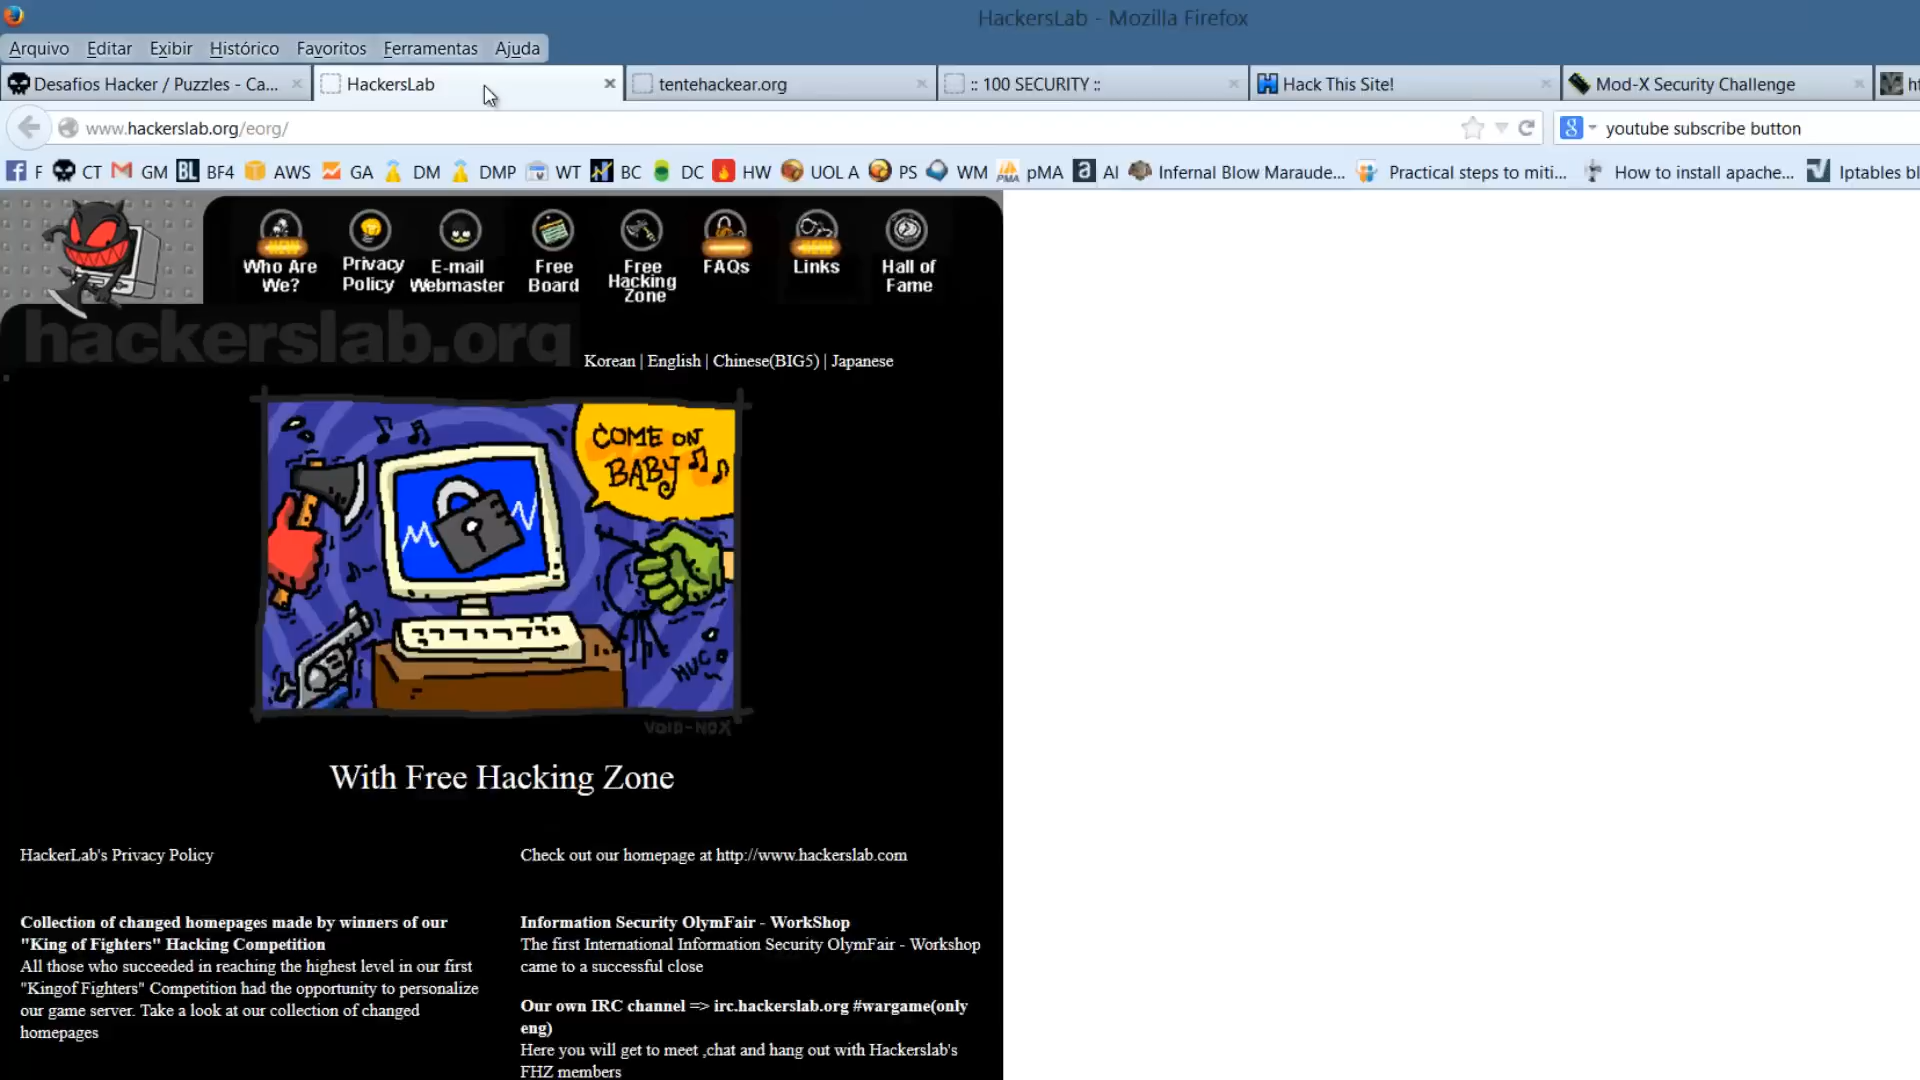 HackersLab - Mozilla Firefox
Arquivo Editar Exibir Histórico Favoritos Ferramentas Ajuda
Desafios Hacker / Puzzles - Ca... HackersLab tentehackear.org :: 100 SECURITY :: Hack This Site! Mod-X Security Challenge
www.hackerslab.org/eorg/ youtube subscribe button
F CT GM BF4 AWS GA DM DMP WT BC DC HW UOL A PS WM pMA AI Infernal Blow Maraude... Practical steps to miti... How to install apache... Iptables bl
Who Are We?
Privacy Policy
E-mail Webmaster
Free Board
Free Hacking Zone
FAQs
Links
Hall of Fame
hackerslab.org
Korean | English | Chinese(BIG5) | Japanese
COME ON
BABY
VOID-NOX
With Free Hacking Zone
HackerLab's Privacy Policy
Check out our homepage at http://www.hackerslab.com
Collection of changed homepages made by winners of our
"King of Fighters" Hacking Competition
All those who succeeded in reaching the highest level in our first
"Kingof Fighters" Competition had the opportunity to personalize
our game server. Take a look at our collection of changed
homepages
Information Security OlymFair - WorkShop
The first International Information Security OlymFair - Workshop
came to a successful close
Our own IRC channel => irc.hackerslab.org #wargame(only
eng)
Here you will get to meet ,chat and hang out with Hackerslab's
FHZ members